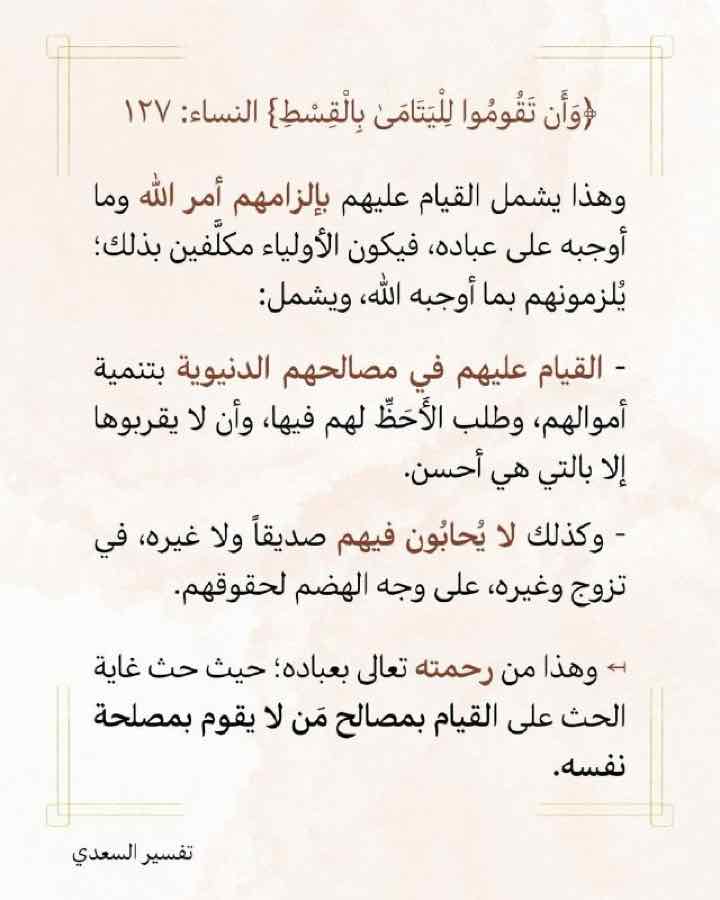 ﴿وَأَن تَقُومُوا لِلْيَتَامَىٰ بِالْقِسْطِ} النساء: ١٢٧
وهذا يشمل القيام عليهم بإلزامهم أمر الله وما
أوجبه على عباده، فيكون الأولياء مكلَّفين بذلك؛
يُلزمونهم بما أوجبه الله، ويشمل:
- القيام عليهم في مصالحهم الدنيوية بتنمية
أموالهم، وطلب الأَحَظِّ لهم فيها، وأن لا يقربوها
إلا بالتي هي أحسن.
- وكذلك لا يُحابُون فيهم صديقاً ولا غيره، في
تزوج وغيره، على وجه الهضم لحقوقهم.
↤ وهذا من رحمته تعالى بعباده؛ حيث حث غاية
الحث على القيام بمصالح مَن لا يقوم بمصلحة
نفسه.
تفسير السعدي